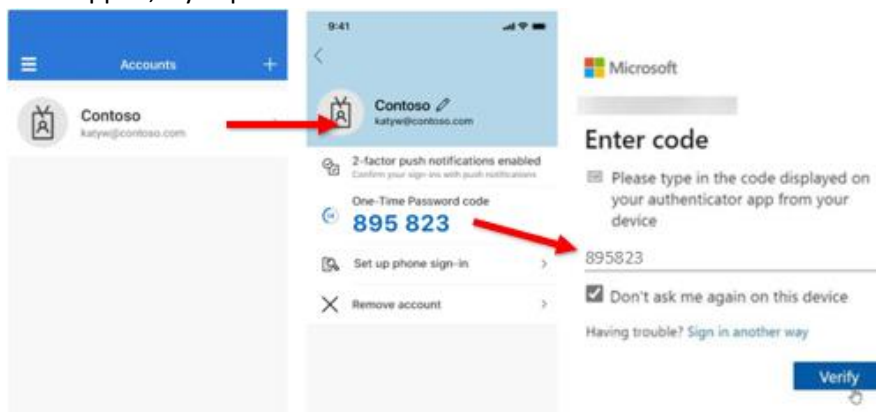 Accounts
Contoso
katyw@contoso.com
9:41
Contoso
katyw@contoso.com
2-factor push notifications enabled
Confirm your sign-ins with push notifications
One-Time Password code
895 823
Set up phone sign-in
Remove account
Microsoft
Enter code
Please type in the code displayed on
your authenticator app from your
device
895823
Don't ask me again on this device
Having trouble? Sign in another way
Verify